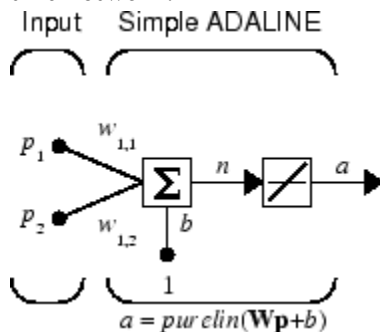 Input Simple ADALINE
p1 w1,1
n a
Σ
p2 w1,2 b
1
a = purelin(Wp+b)